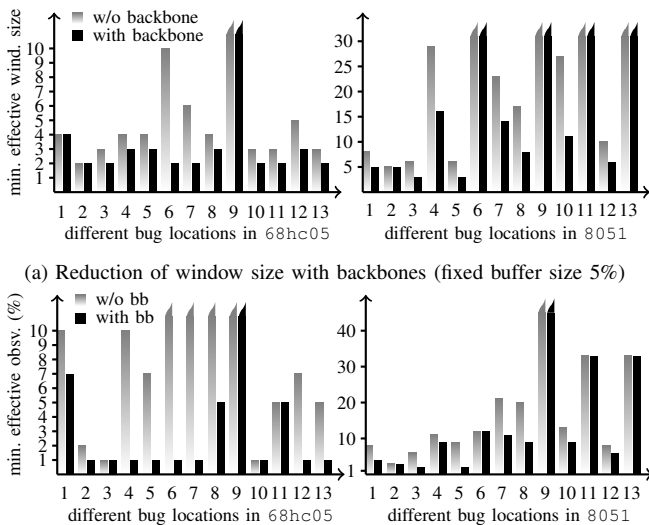 w/o backbone
with backbone
min. effective wind. size
10
8
7
6
5
4
3
2
1
1 2 3 4 5 6 7 8 9 10 11 12 13
different bug locations in 68hc05
30
25
20
15
10
5
1 2 3 4 5 6 7 8 9 10 11 12 13
different bug locations in 8051
(a) Reduction of window size with backbones (fixed buffer size 5%)
w/o bb
with bb
min. effective obsv. (%)
10
8
7
6
5
4
3
2
1
1 2 3 4 5 6 7 8 9 10 11 12 13
different bug locations in 68hc05
40
30
20
10
1
1 2 3 4 5 6 7 8 9 10 11 12 13
different bug locations in 8051